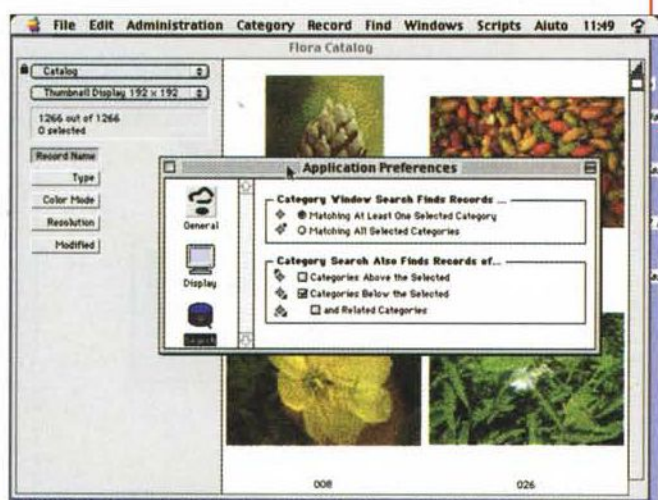 File Edit Administration Category Record Find Windows Scripts Aiuto 11:49
Flora Catalog
Catalog
Thumbnail Display 192 x 192
1266 out of 1266
0 selected
Record Name
Type
Color Mode
Resolution
Modified
Application Preferences
General
Display
Search
Category Window Search Finds Records ...
Matching At Least One Selected Category
Matching All Selected Categories
Category Search Also Finds Records of...
Categories Above the Selected
Categories Below the Selected
and Related Categories
008
026